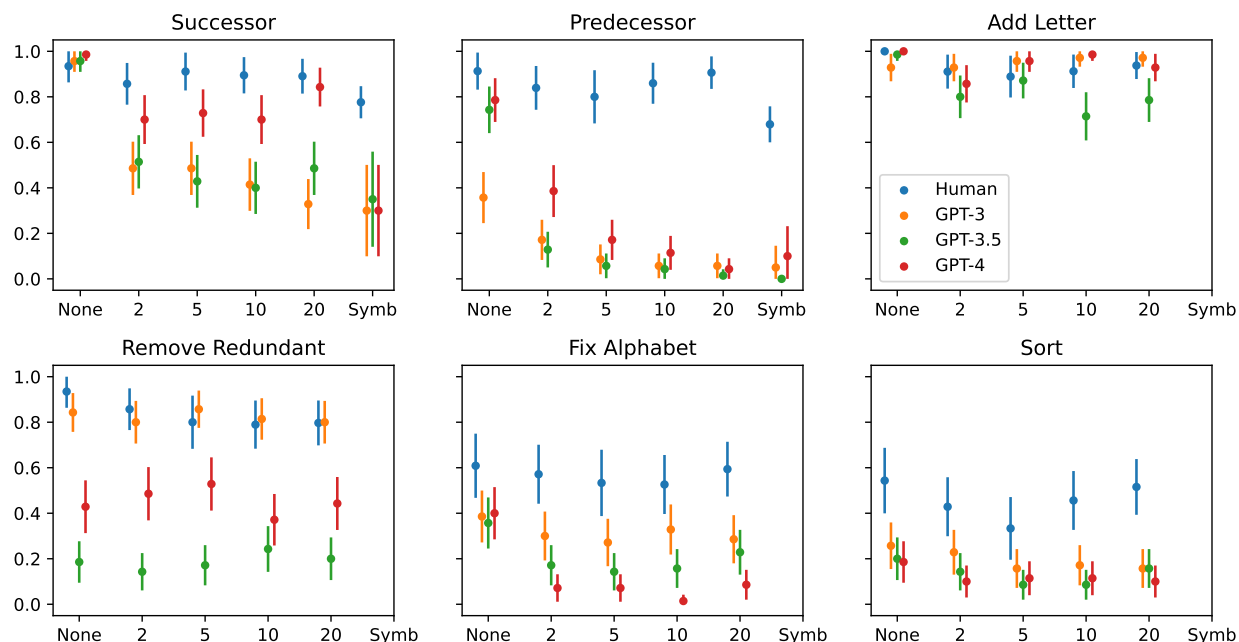 Successor
Predecessor
Add Letter
1.0
0.8
0.6
0.4
0.2
0.0
Human
GPT-3
GPT-3.5
GPT-4
None 2 5 10 20 Symb
None 2 5 10 20 Symb
None 2 5 10 20 Symb
Remove Redundant
Fix Alphabet
Sort
1.0
0.8
0.6
0.4
0.2
0.0
None 2 5 10 20 Symb
None 2 5 10 20 Symb
None 2 5 10 20 Symb